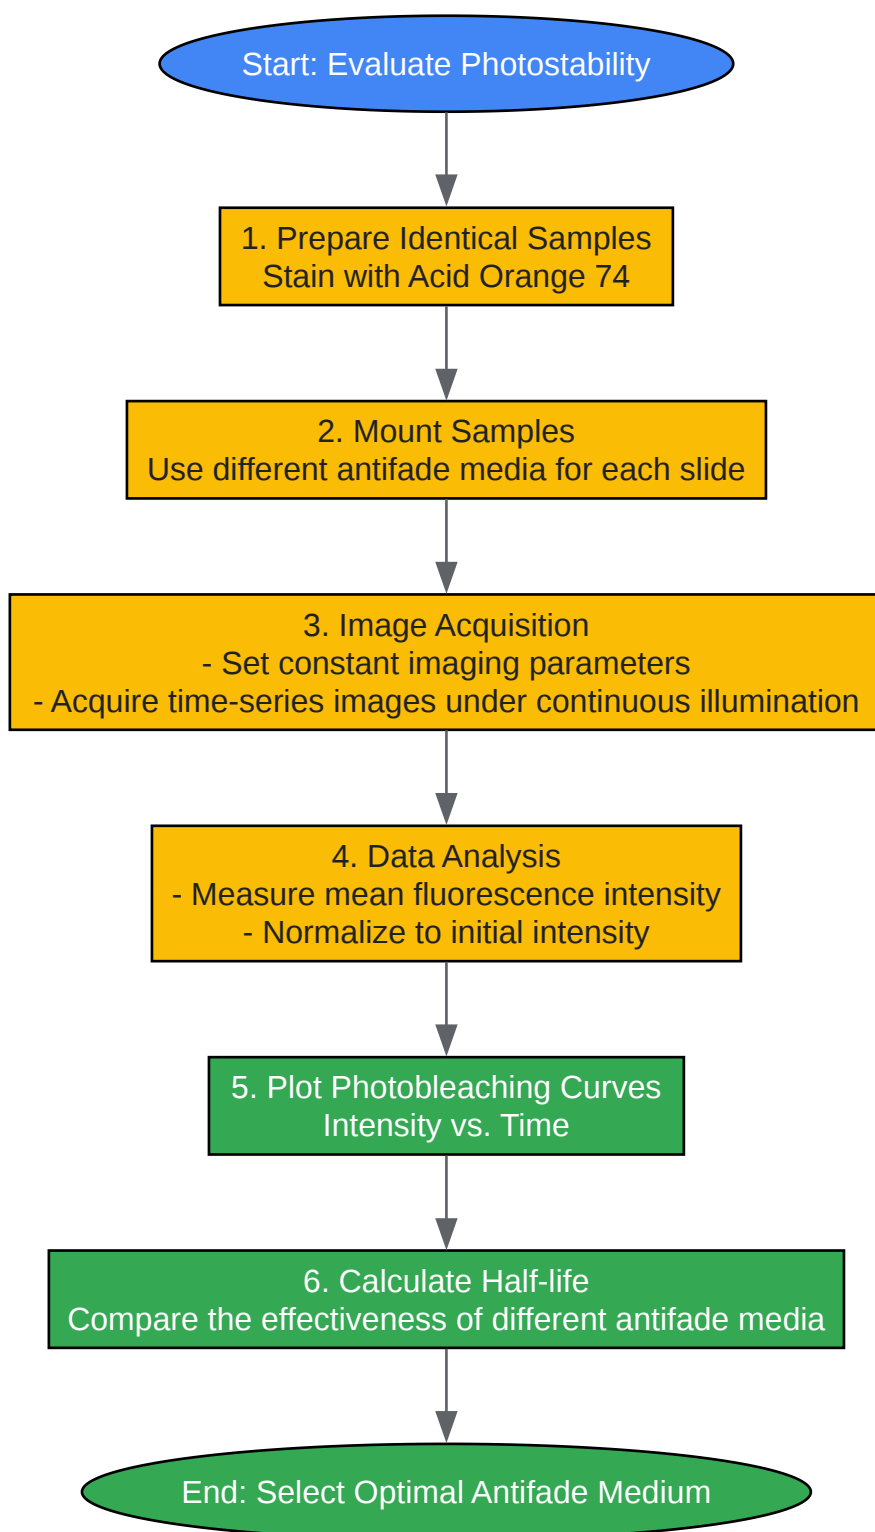 Start: Evaluate Photostability
1. Prepare Identical Samples
Stain with Acid Orange 74
2. Mount Samples
Use different antifade media for each slide
3. Image Acquisition
- Set constant imaging parameters
- Acquire time-series images under continuous illumination
4. Data Analysis
- Measure mean fluorescence intensity
- Normalize to initial intensity
5. Plot Photobleaching Curves
Intensity vs. Time
6. Calculate Half-life
Compare the effectiveness of different antifade media
End: Select Optimal Antifade Medium